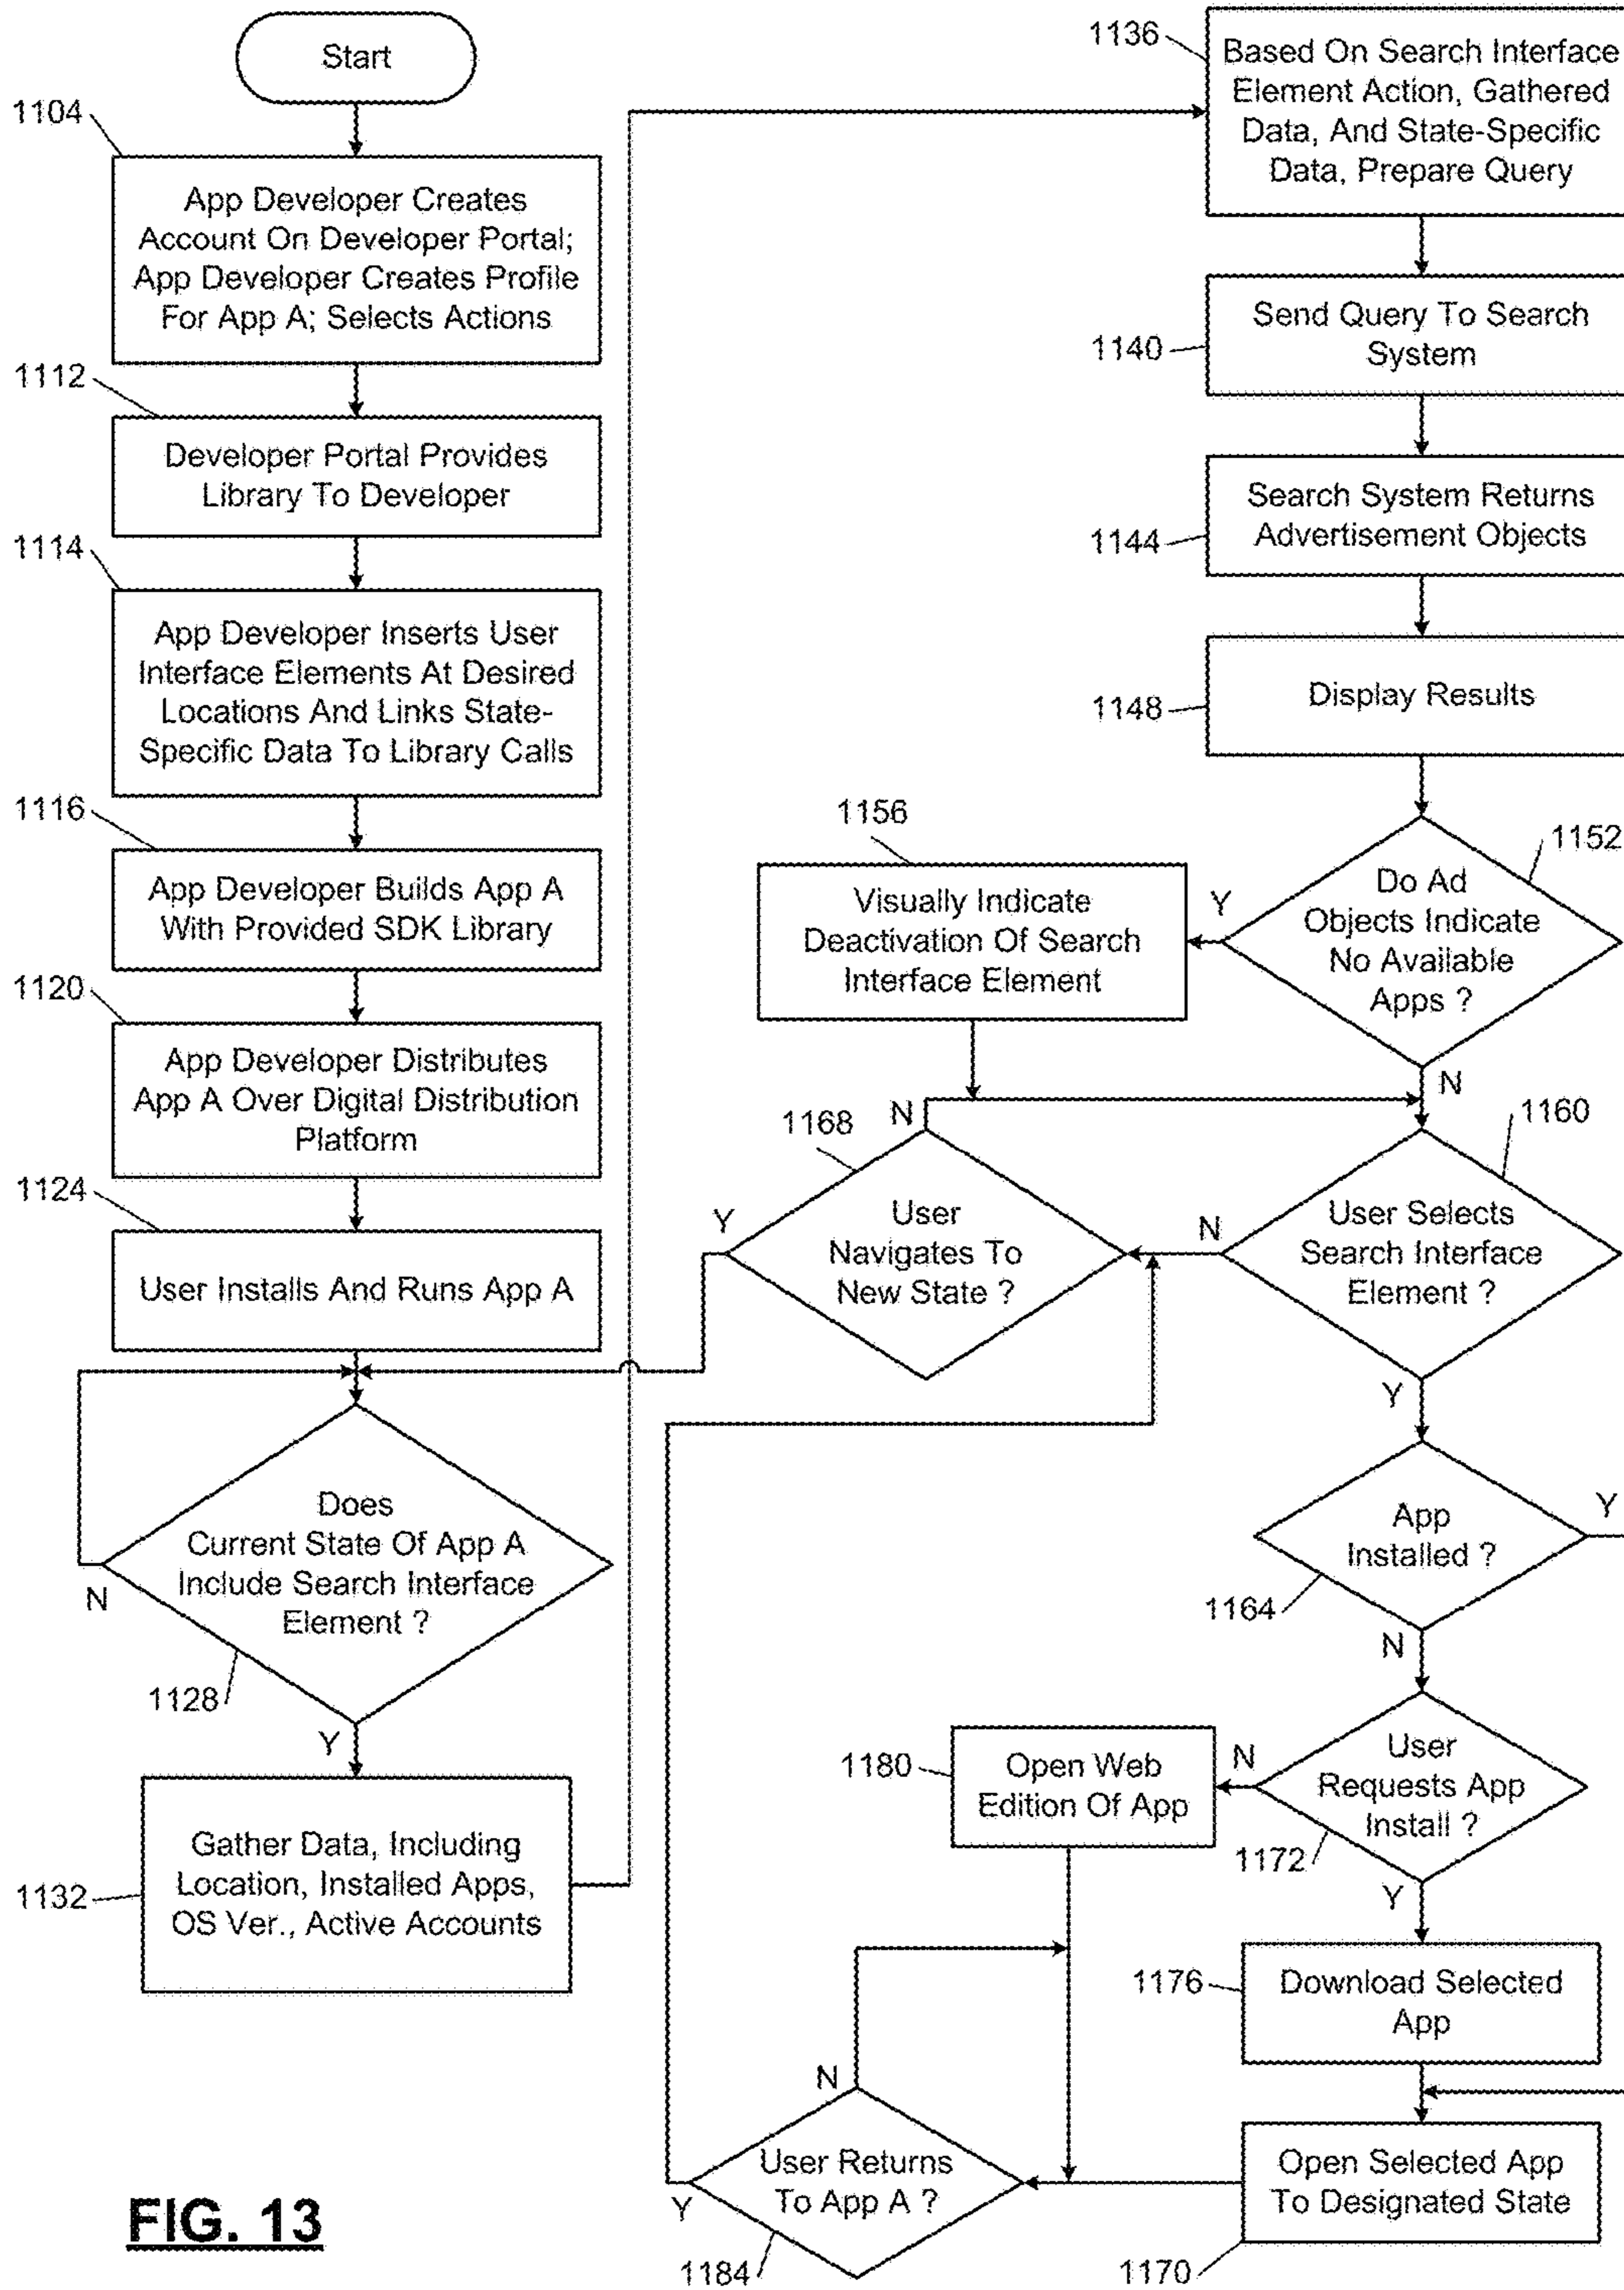 Start
1104
App Developer Creates
Account On Developer Portal;
App Developer Creates Profile
For App A; Selects Actions
1112
Developer Portal Provides
Library To Developer
1114
App Developer Inserts User
Interface Elements At Desired
Locations And Links State-
Specific Data To Library Calls
1116
App Developer Builds App A
With Provided SDK Library
1120
App Developer Distributes
App A Over Digital Distribution
Platform
1124
User Installs And Runs App A
Does
Current State Of App A
Include Search Interface
Element ?
N
1128
Y
1132
Gather Data, Including
Location, Installed Apps,
OS Ver., Active Accounts
1136
Based On Search Interface
Element Action, Gathered
Data, And State-Specific
Data, Prepare Query
1140
Send Query To Search
System
1144
Search System Returns
Advertisement Objects
1148
Display Results
1152
Do Ad
Objects Indicate
No Available
Apps ?
Y
N
1156
Visually Indicate
Deactivation Of Search
Interface Element
1160
User Selects
Search Interface
Element ?
N
Y
1168
User
Navigates To
New State ?
N
Y
App
Installed ?
Y
1164
N
User
Requests App
Install ?
N
1172
Y
1180
Open Web
Edition Of App
1176
Download Selected
App
Open Selected App
To Designated State
1170
N
User Returns
To App A ?
Y
1184
FIG. 13